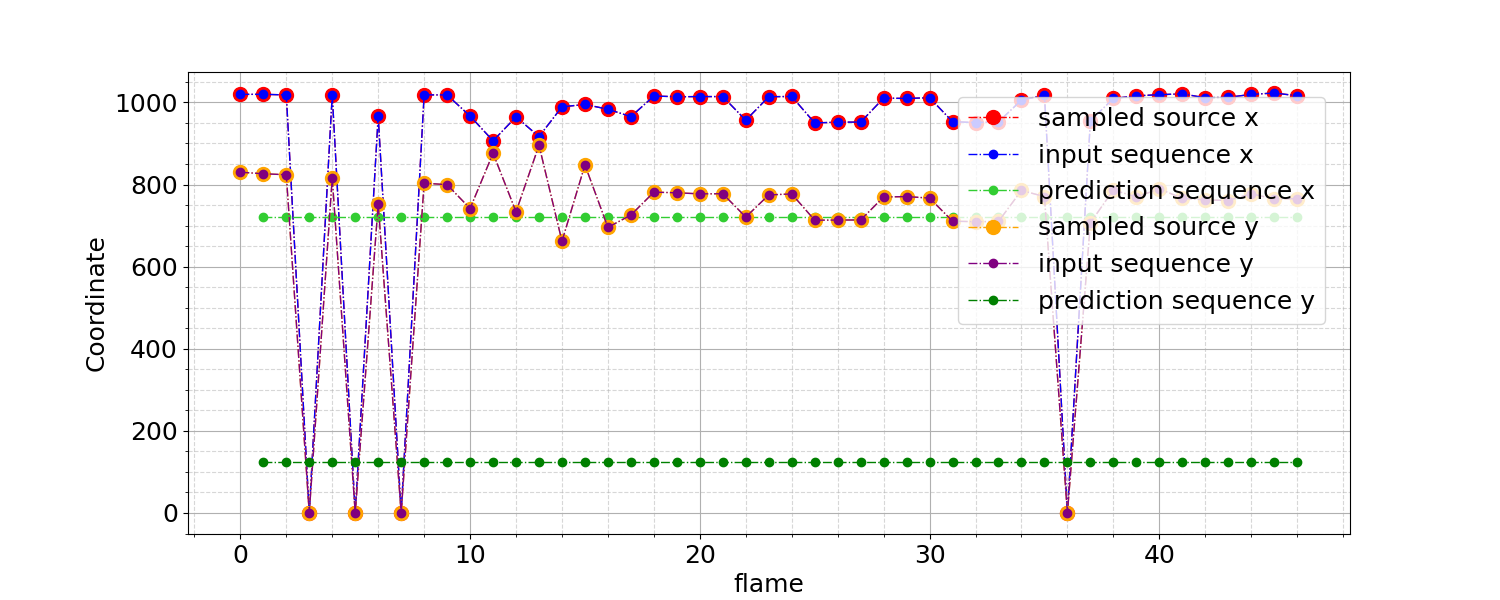 1000
800
600
400
200
0
Coordinate
0 10 20 30 40
flame
sampled source x
input sequence x
prediction sequence x
sampled source y
input sequence y
prediction sequence y